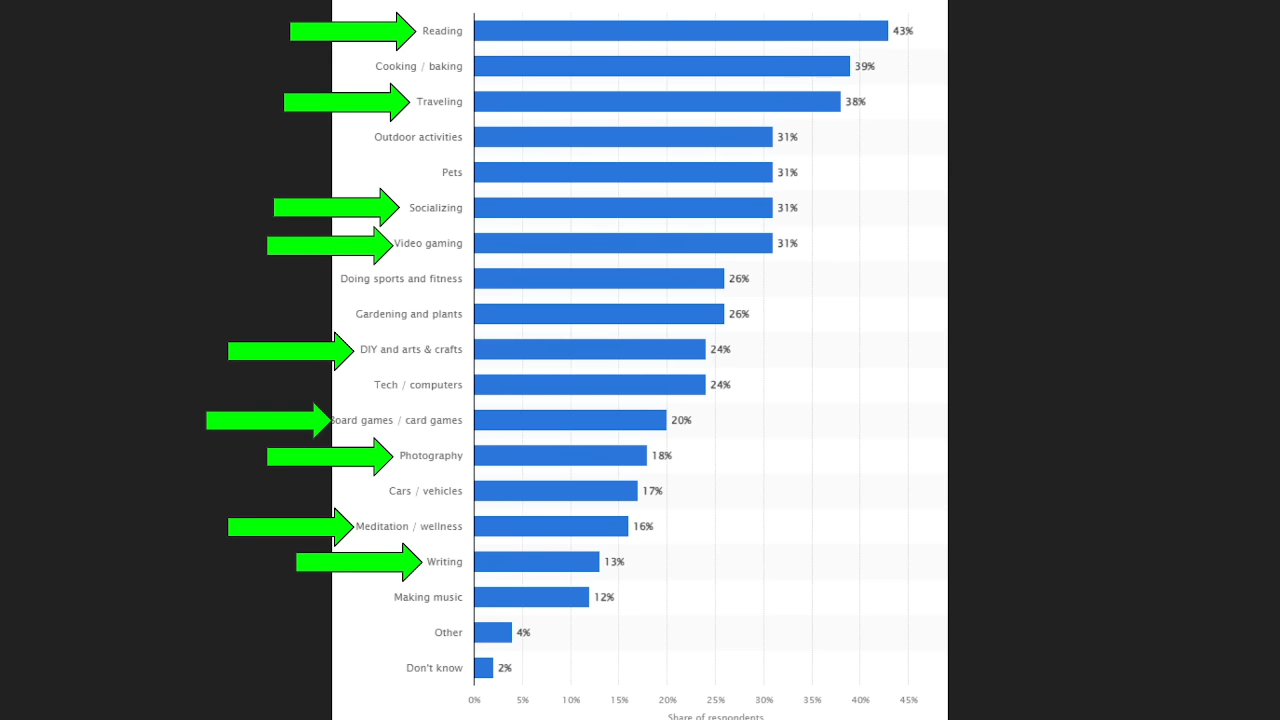 Reading 43%
Cooking / baking 39%
Traveling 38%
Outdoor activities 31%
Pets 31%
Socializing 31%
Video gaming 31%
Doing sports and fitness 26%
Gardening and plants 26%
DIY and arts & crafts 24%
Tech / computers 24%
Board games / card games 20%
Photography 18%
Cars / vehicles 17%
Meditation / wellness 16%
Writing 13%
Making music 12%
Other 4%
Don't know 2%
0% 5% 10% 15% 20% 25% 30% 35% 40% 45%
Share of respondents